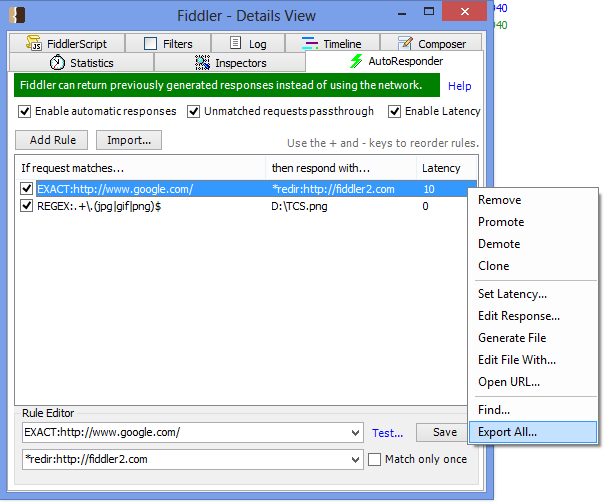 Fiddler - Details View
940
940
FiddlerScript Filters Log Timeline Composer
Statistics Inspectors AutoResponder
Fiddler can return previously generated responses instead of using the network. Help
Enable automatic responses Unmatched requests passthrough Enable Latency
Add Rule Import... Use the + and - keys to reorder rules.
If request matches... then respond with... Latency
EXACT:http://www.google.com/ *redir:http://fiddler2.com 10
REGEX:.+\.(jpg|gif|png)$ D:\TCS.png 0
Remove
Promote
Demote
Clone
Set Latency...
Edit Response...
Generate File
Edit File With...
Open URL...
Find...
Export All...
Rule Editor
EXACT:http://www.google.com/ Test... Save
*redir:http://fiddler2.com Match only once